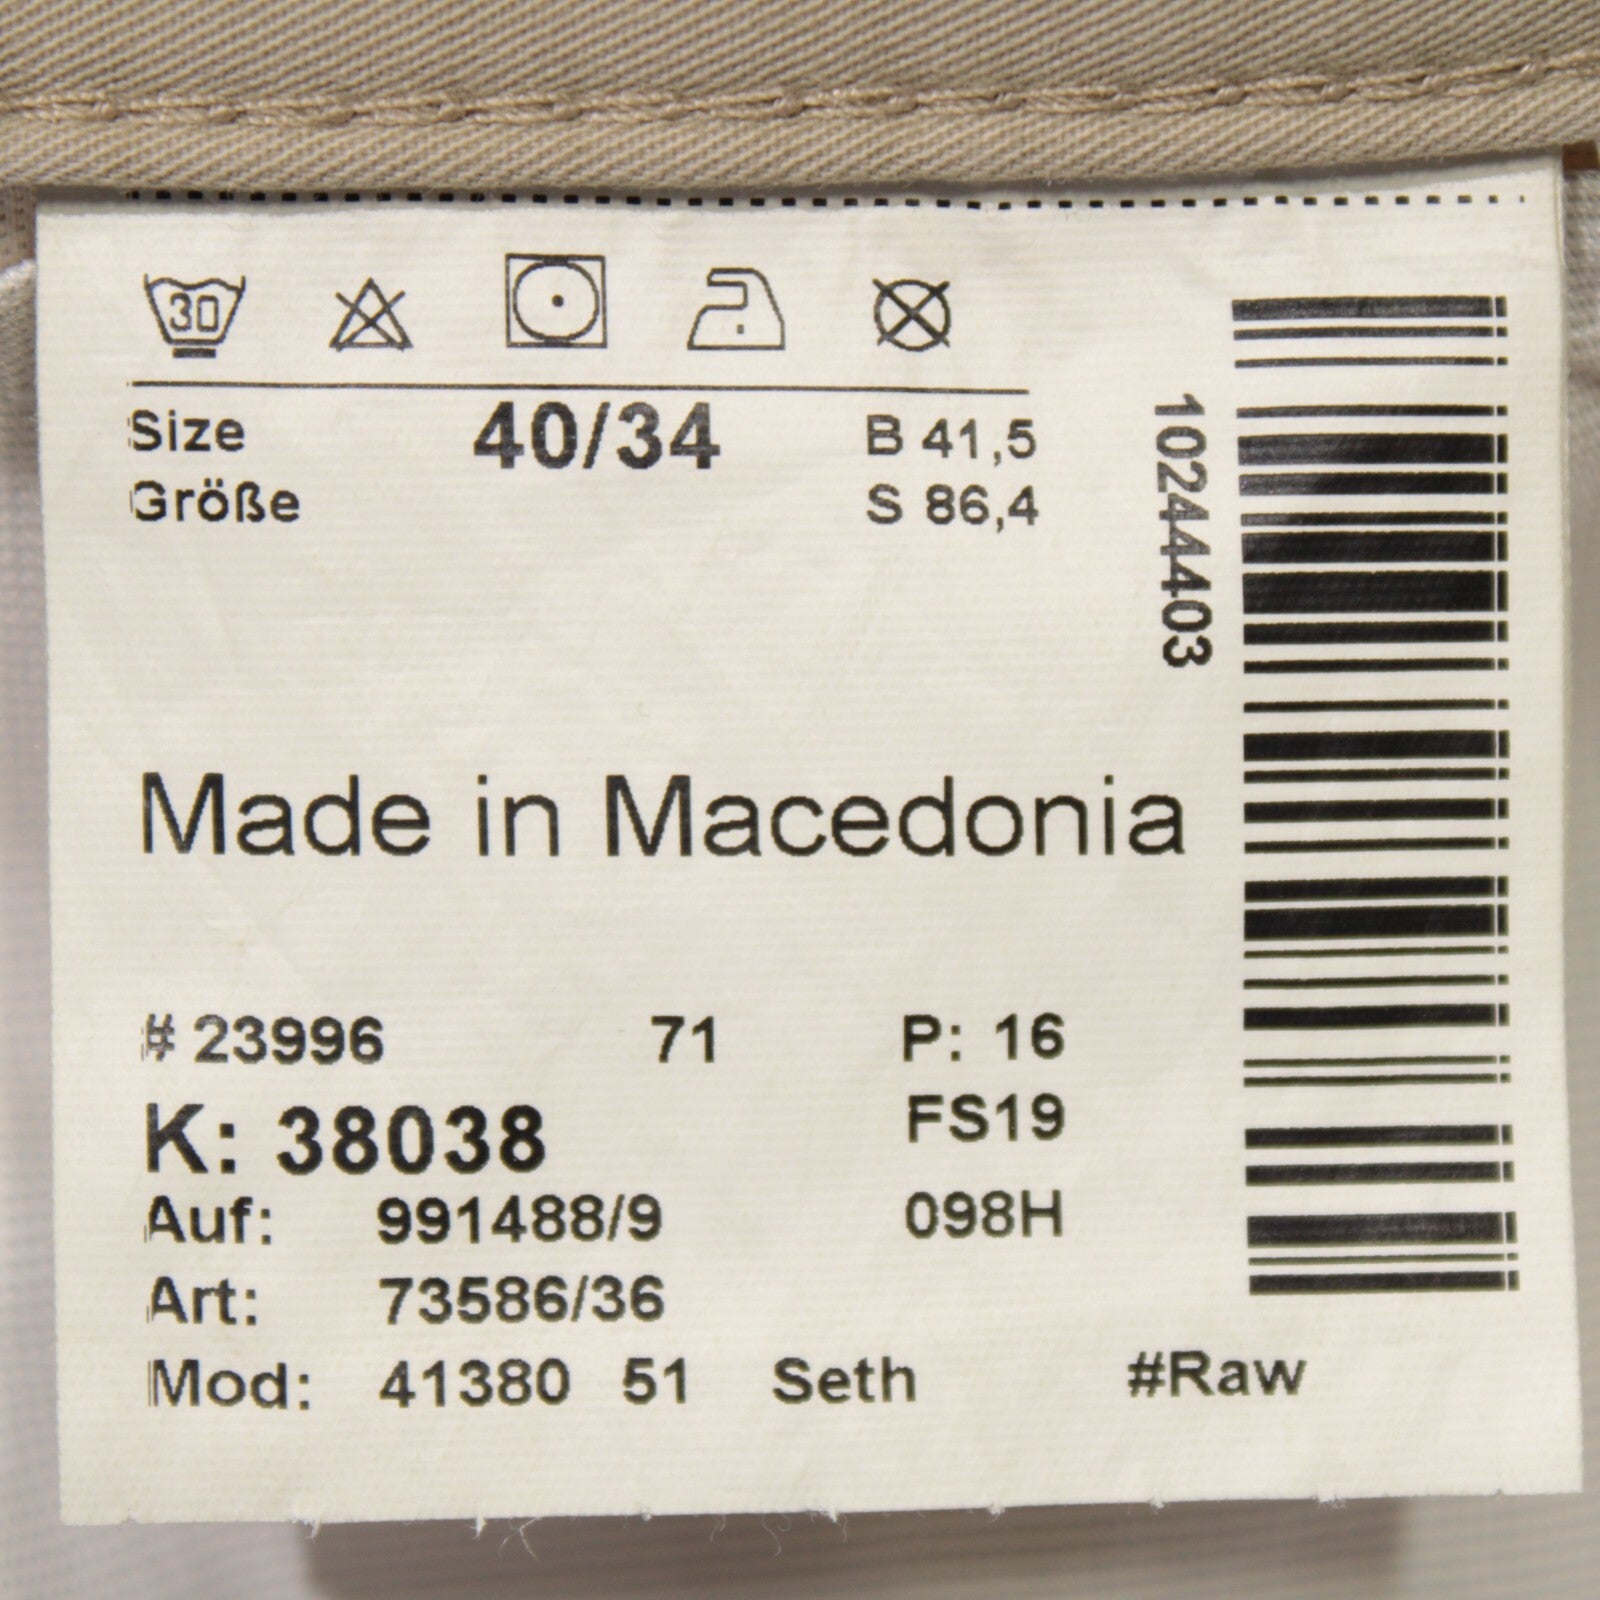 30
Size 40/34 B 41,5
Größe S 86,4
10244403
Made in Macedonia
# 23996 71 P: 16
K: 38038 FS19
Auf: 991488/9 098H
Art: 73586/36
Mod: 41380 51 Seth #Raw